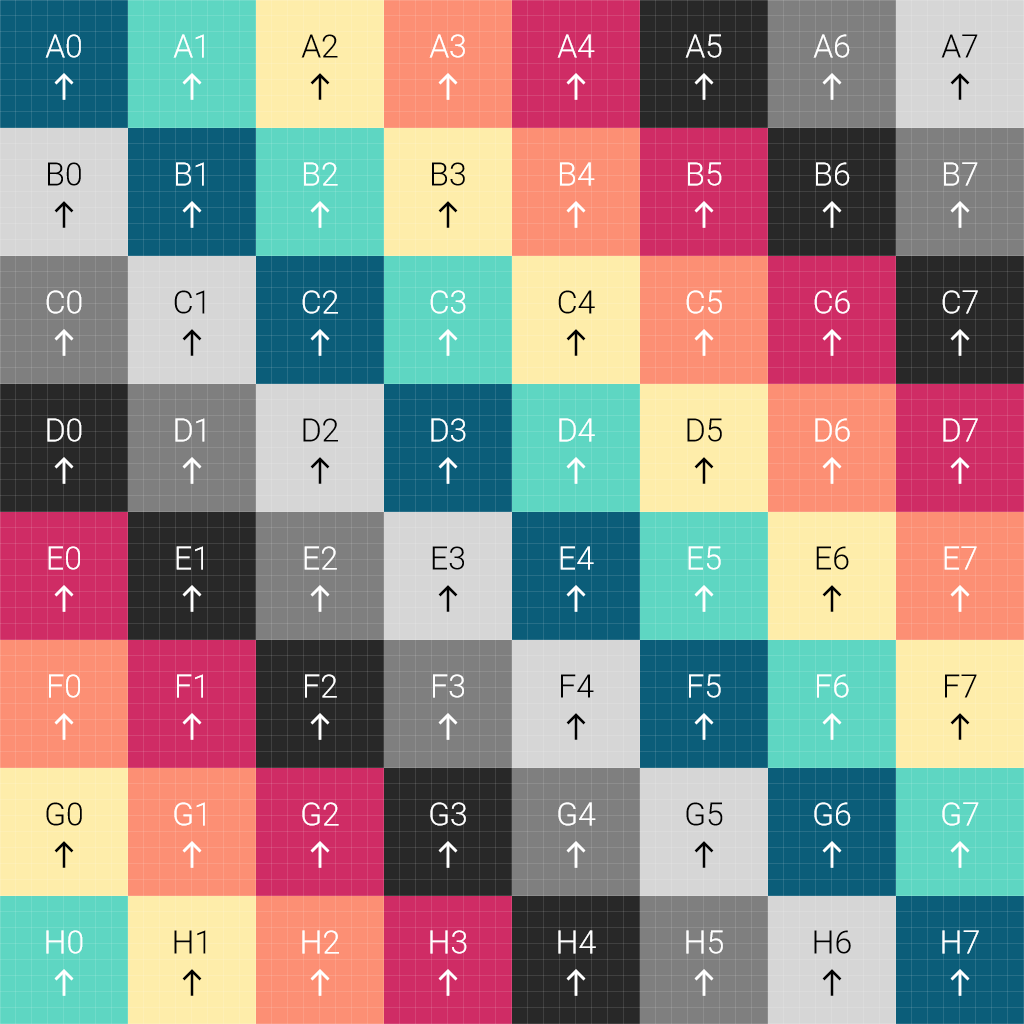 A0 A1 A2 A3 A4 A5 A6 A7
↑ ↑ ↑ ↑ ↑ ↑ ↑ ↑
B0 B1 B2 B3 B4 B5 B6 B7
↑ ↑ ↑ ↑ ↑ ↑ ↑ ↑
C0 C1 C2 C3 C4 C5 C6 C7
↑ ↑ ↑ ↑ ↑ ↑ ↑ ↑
D0 D1 D2 D3 D4 D5 D6 D7
↑ ↑ ↑ ↑ ↑ ↑ ↑ ↑
E0 E1 E2 E3 E4 E5 E6 E7
↑ ↑ ↑ ↑ ↑ ↑ ↑ ↑
F0 F1 F2 F3 F4 F5 F6 F7
↑ ↑ ↑ ↑ ↑ ↑ ↑ ↑
G0 G1 G2 G3 G4 G5 G6 G7
↑ ↑ ↑ ↑ ↑ ↑ ↑ ↑
H0 H1 H2 H3 H4 H5 H6 H7
↑ ↑ ↑ ↑ ↑ ↑ ↑ ↑